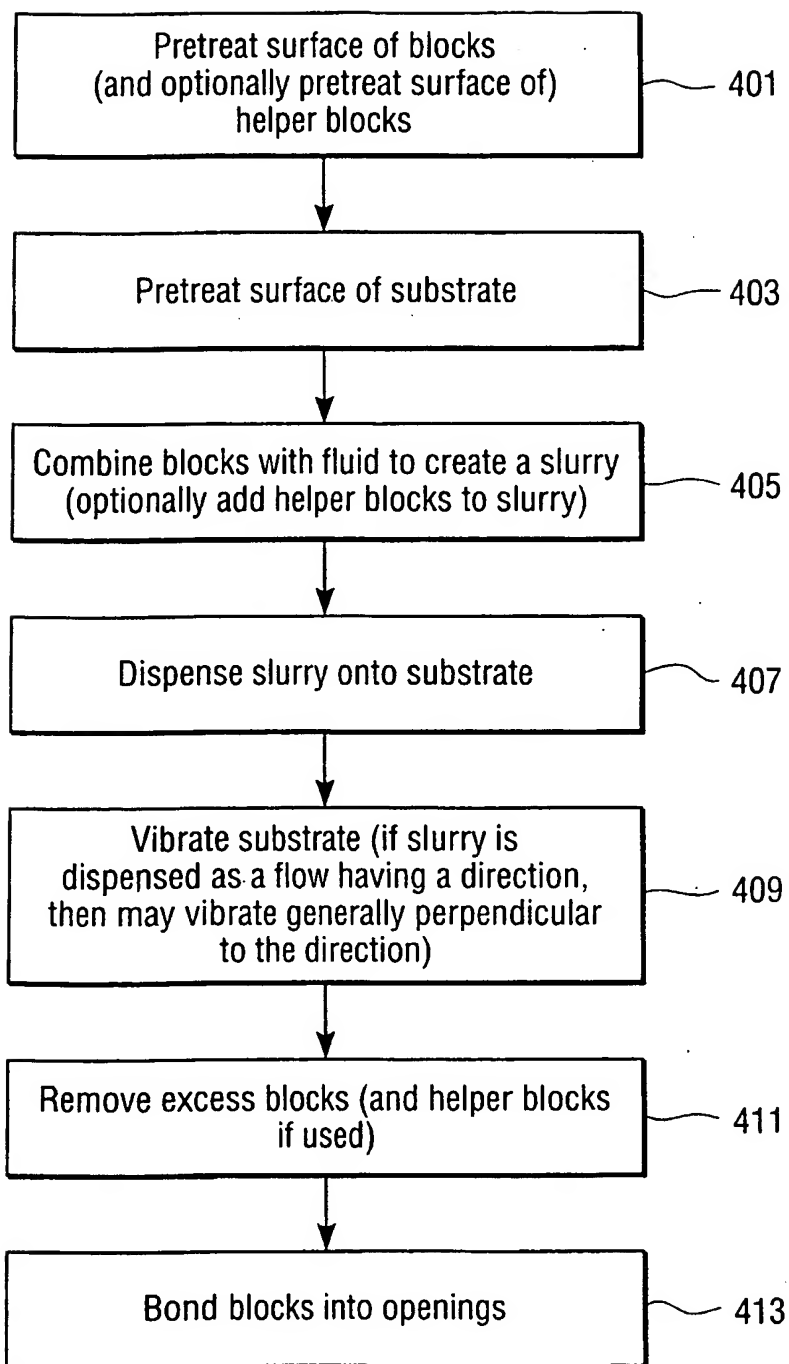 Pretreat surface of blocks
(and optionally pretreat surface of)
helper blocks
401
Pretreat surface of substrate
403
Combine blocks with fluid to create a slurry
(optionally add helper blocks to slurry)
405
Dispense slurry onto substrate
407
Vibrate substrate (if slurry is
dispensed as a flow having a direction,
then may vibrate generally perpendicular
to the direction)
409
Remove excess blocks (and helper blocks
if used)
411
Bond blocks into openings
413